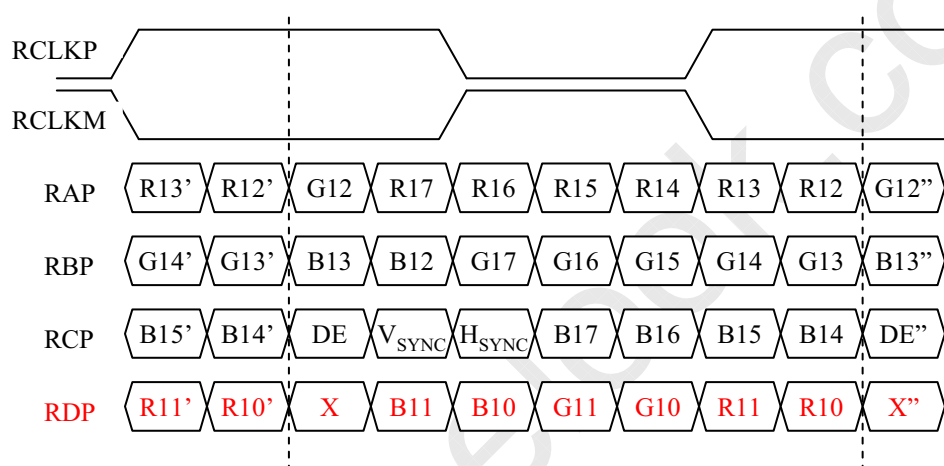 RCLKP
RCLKM
RAP R13’ R12’ G12 R17 R16 R15 R14 R13 R12 G12”
RBP G14’ G13’ B13 B12 G17 G16 G15 G14 G13 B13”
RCP B15’ B14’ DE VSYNC HSYNC B17 B16 B15 B14 DE”
RDP R11’ R10’ X B11 B10 G11 G10 R11 R10 X”